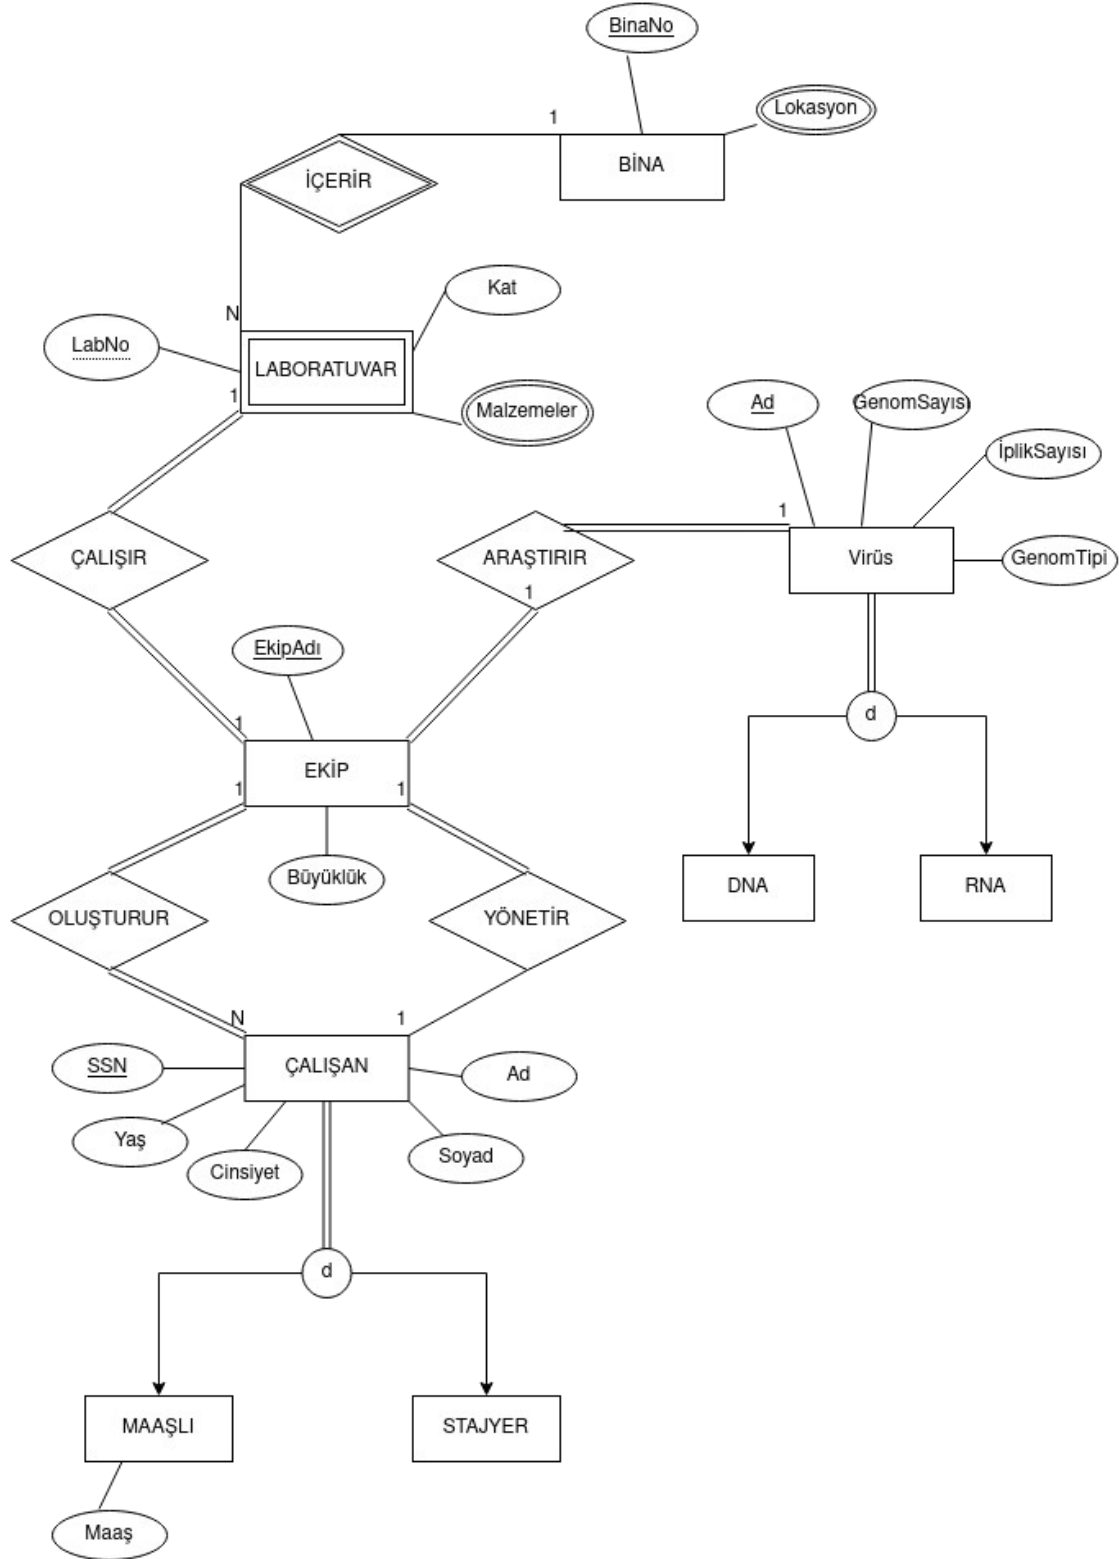 BinaNo
Lokasyon
1
BİNA
İÇERİR
N
Kat
LabNo
LABORATUVAR
1
Malzemeler
Ad
GenomSayısı
İplikSayısı
1
ÇALIŞIR
ARAŞTIRIR
Virüs
GenomTipi
1
EkipAdı
1
d
EKİP
1
1
Büyüklük
DNA
RNA
OLUŞTURUR
YÖNETİR
N
1
SSN
ÇALIŞAN
Ad
Yaş
Cinsiyet
Soyad
d
MAAŞLI
STAJYER
Maaş